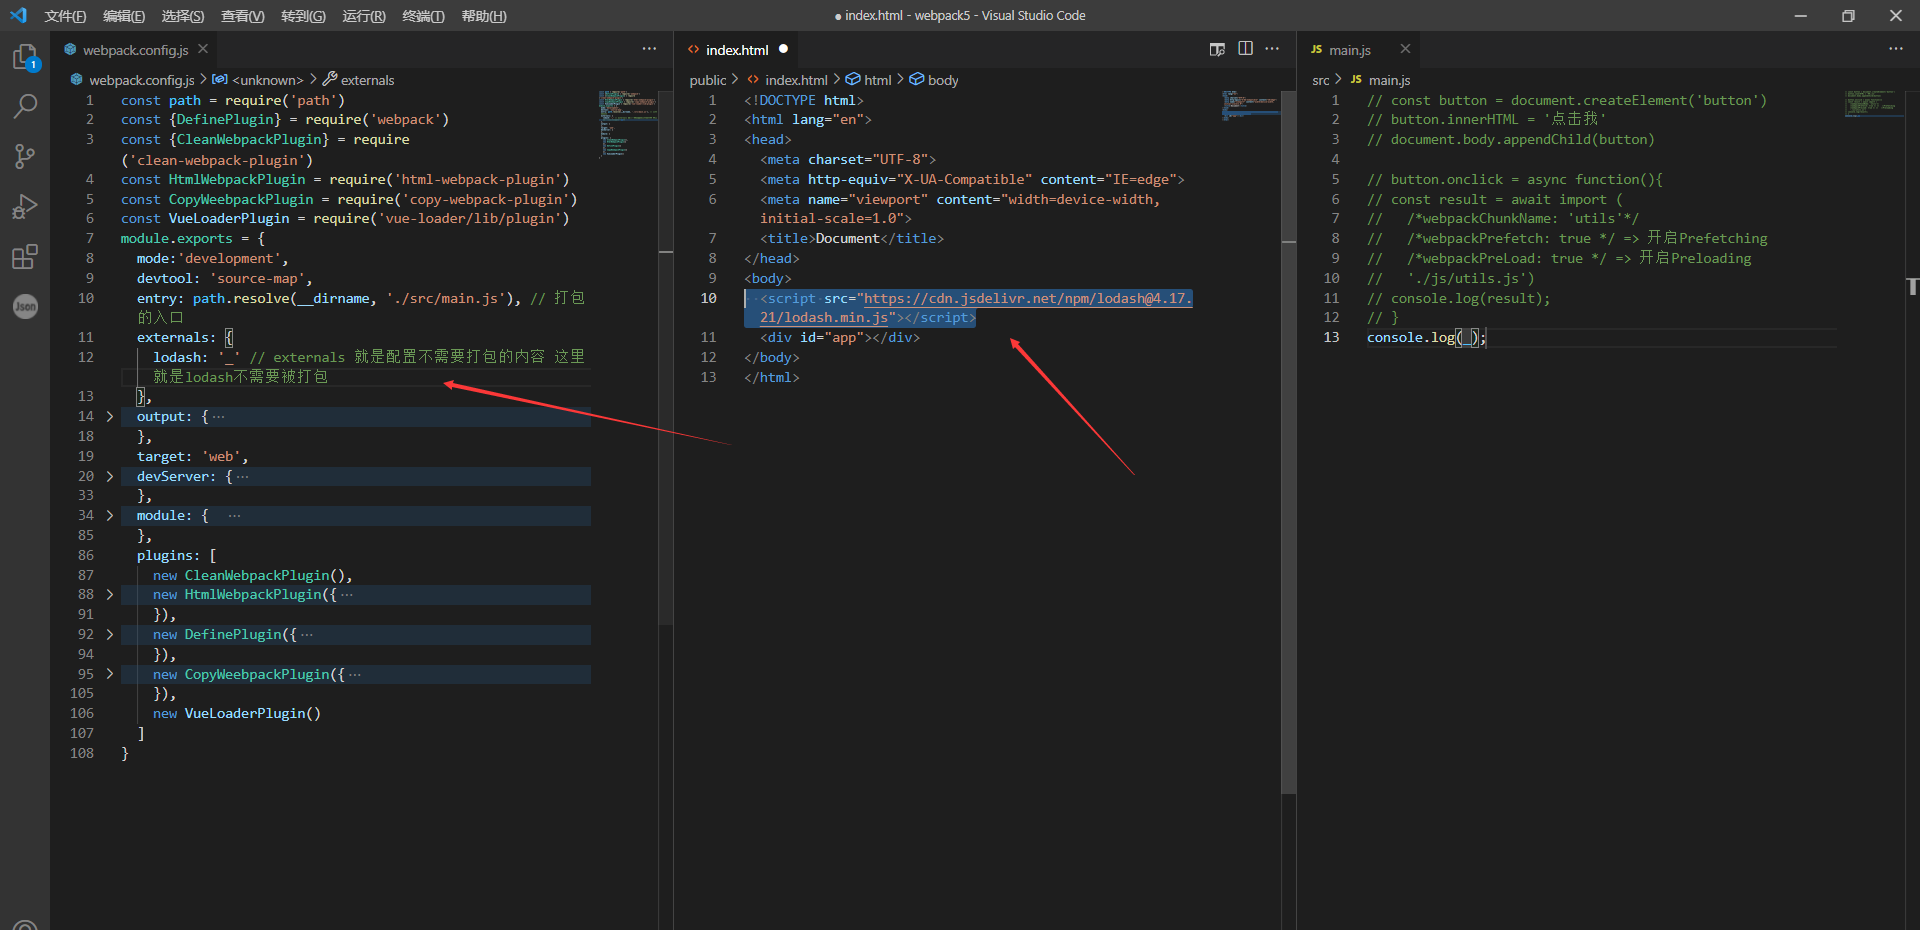 文件(F) 编辑(E) 选择(S) 查看(V) 转到(G) 运行(R) 终端(T) 帮助(H)
● index.html - webpack5 - Visual Studio Code
webpack.config.js
webpack.config.js > <unknown> > externals
1 const path = require('path')
2 const {DefinePlugin} = require('webpack')
3 const {CleanWebpackPlugin} = require
('clean-webpack-plugin')
4 const HtmlWebpackPlugin = require('html-webpack-plugin')
5 const CopyWeebpackPlugin = require('copy-webpack-plugin')
6 const VueLoaderPlugin = require('vue-loader/lib/plugin')
7 module.exports = {
8 mode:'development',
9 devtool: 'source-map',
10 entry: path.resolve(__dirname, './src/main.js'), // 打包
的入口
11 externals: {
12 lodash: '_' // externals 就是配置不需要打包的内容 这里
就是lodash不需要被打包
13 },
14 output: {···
18 },
19 target: 'web',
20 devServer: {···
33 },
34 module: { ···
85 },
86 plugins: [
87 new CleanWebpackPlugin(),
88 new HtmlWebpackPlugin({···
91 }),
92 new DefinePlugin({···
94 }),
95 new CopyWeebpackPlugin({···
105 }),
106 new VueLoaderPlugin()
107 ]
108 }
index.html
public > index.html > html > body
1 <!DOCTYPE html>
2 <html lang="en">
3 <head>
4 <meta charset="UTF-8">
5 <meta http-equiv="X-UA-Compatible" content="IE=edge">
6 <meta name="viewport" content="width=device-width,
initial-scale=1.0">
7 <title>Document</title>
8 </head>
9 <body>
10 <script src="https://cdn.jsdelivr.net/npm/lodash@4.17.
21/lodash.min.js"></script>
11 <div id="app"></div>
12 </body>
13 </html>
main.js
src > JS main.js
1 // const button = document.createElement('button')
2 // button.innerHTML = '点击我'
3 // document.body.appendChild(button)
4
5 // button.onclick = async function(){
6 // const result = await import (
7 // /*webpackChunkName: 'utils'*/
8 // /*webpackPrefetch: true */ => 开启Prefetching
9 // /*webpackPreLoad: true */ => 开启Preloading
10 // './js/utils.js')
11 // console.log(result);
12 // }
13 console.log(_);
1
Json